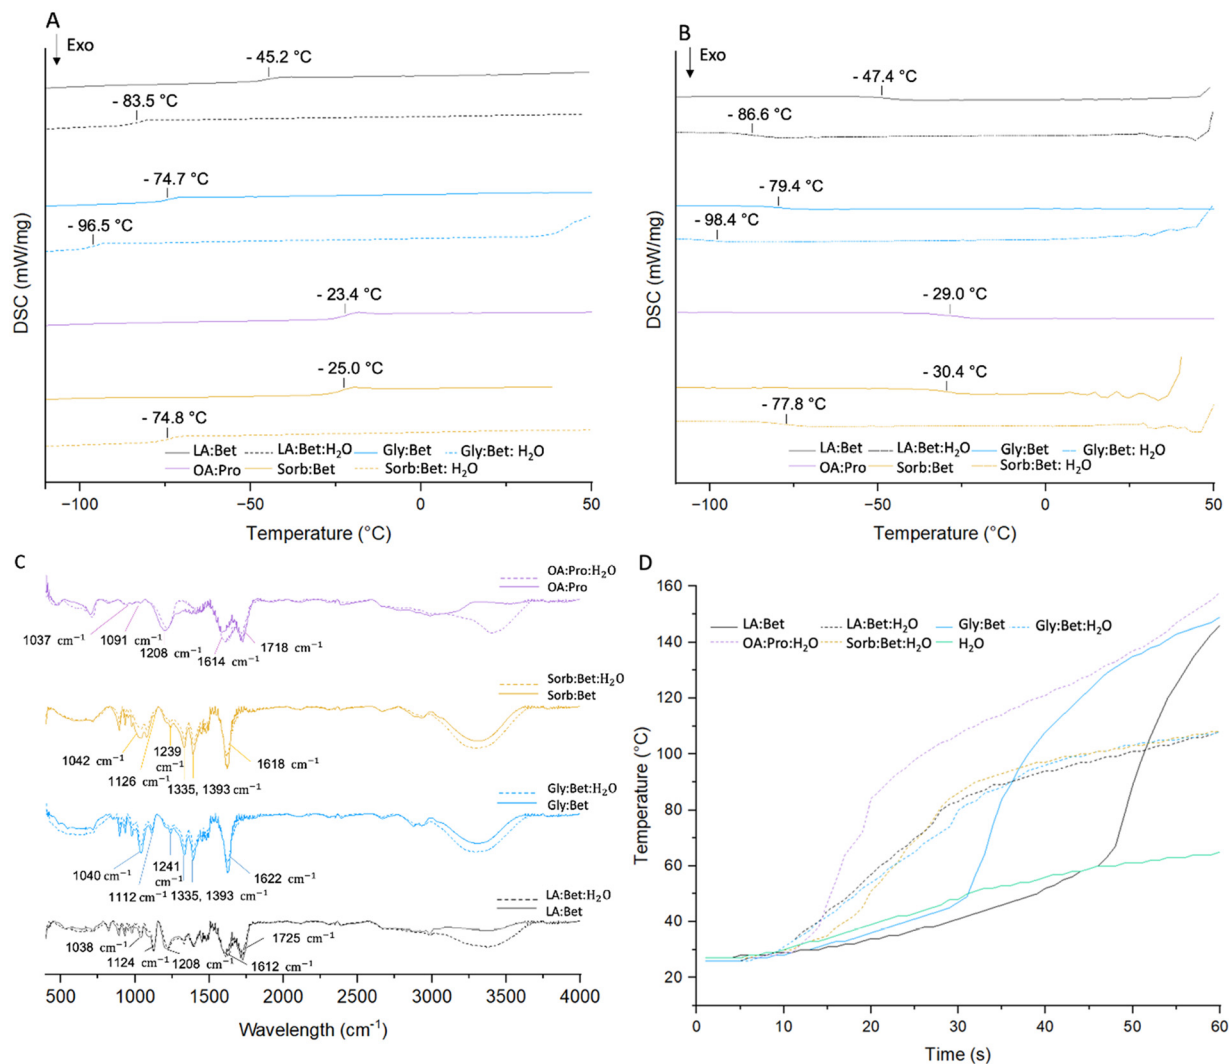 A
Exo
- 45.2 °C
- 83.5 °C
- 74.7 °C
- 96.5 °C
- 23.4 °C
- 25.0 °C
- 74.8 °C
LA:Bet LA:Bet:H₂O Gly:Bet Gly:Bet: H₂O
OA:Pro Sorb:Bet Sorb:Bet: H₂O
DSC (mW/mg)
−100 −50 0 50
Temperature (°C)
B
Exo
- 47.4 °C
- 86.6 °C
- 79.4 °C
- 98.4 °C
- 29.0 °C
- 30.4 °C
- 77.8 °C
LA:Bet LA:Bet:H₂O Gly:Bet Gly:Bet: H₂O
OA:Pro Sorb:Bet Sorb:Bet: H₂O
DSC (mW/mg)
−100 −50 0 50
Temperature (°C)
C
OA:Pro:H₂O
OA:Pro
1037 cm⁻¹ 1091 cm⁻¹ 1718 cm⁻¹
1208 cm⁻¹
1614 cm⁻¹
Sorb:Bet:H₂O
Sorb:Bet
1042 cm⁻¹ 1239 cm⁻¹ 1618 cm⁻¹
1126 cm⁻¹
1335, 1393 cm⁻¹
Gly:Bet:H₂O
Gly:Bet
1040 cm⁻¹ 1241 cm⁻¹ 1622 cm⁻¹
1112 cm⁻¹ 1335, 1393 cm⁻¹
LA:Bet:H₂O
LA:Bet
1038 cm⁻¹ 1725 cm⁻¹
1124 cm⁻¹ 1208 cm⁻¹
1612 cm⁻¹
500 1000 1500 2000 2500 3000 3500 4000
Wavelength (cm⁻¹)
D
160
140
120
100
80
60
40
20
LA:Bet LA:Bet:H₂O Gly:Bet Gly:Bet:H₂O
OA:Pro:H₂O Sorb:Bet:H₂O H₂O
Temperature (°C)
0 10 20 30 40 50 60
Time (s)